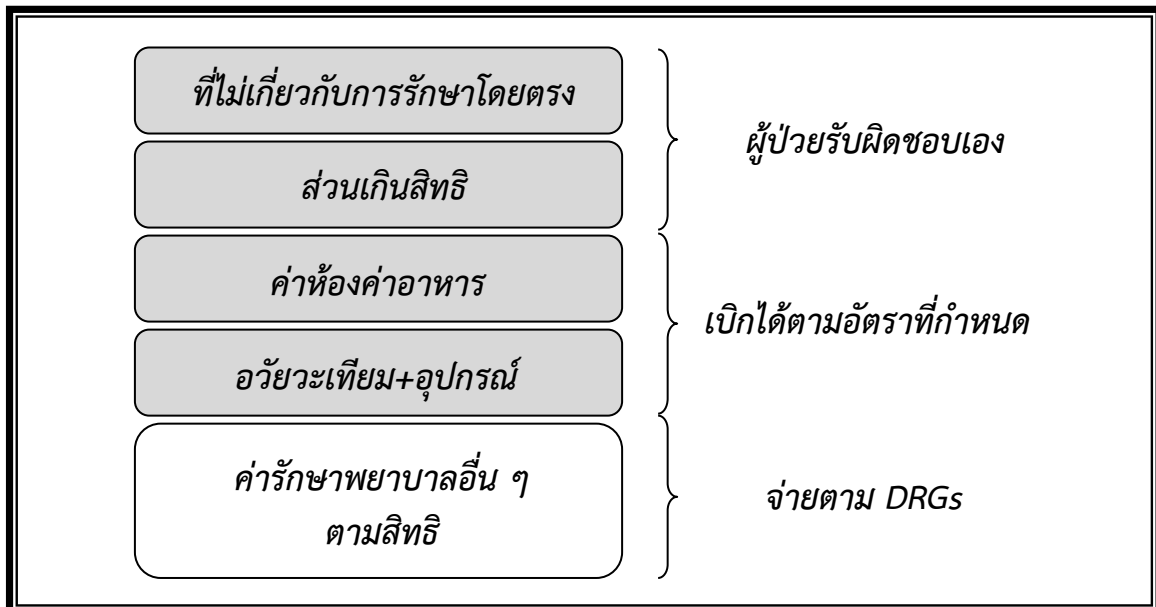 ที่ไม่เกี่ยวกับการรักษาโดยตรง
ส่วนเกินสิทธิ
ผู้ป่วยรับผิดชอบเอง
ค่าห้องค่าอาหาร
อวัยวะเทียม+อุปกรณ์
เบิกได้ตามอัตราที่กำหนด
ค่ารักษาพยาบาลอื่น ๆ
ตามสิทธิ
จ่ายตาม DRGs